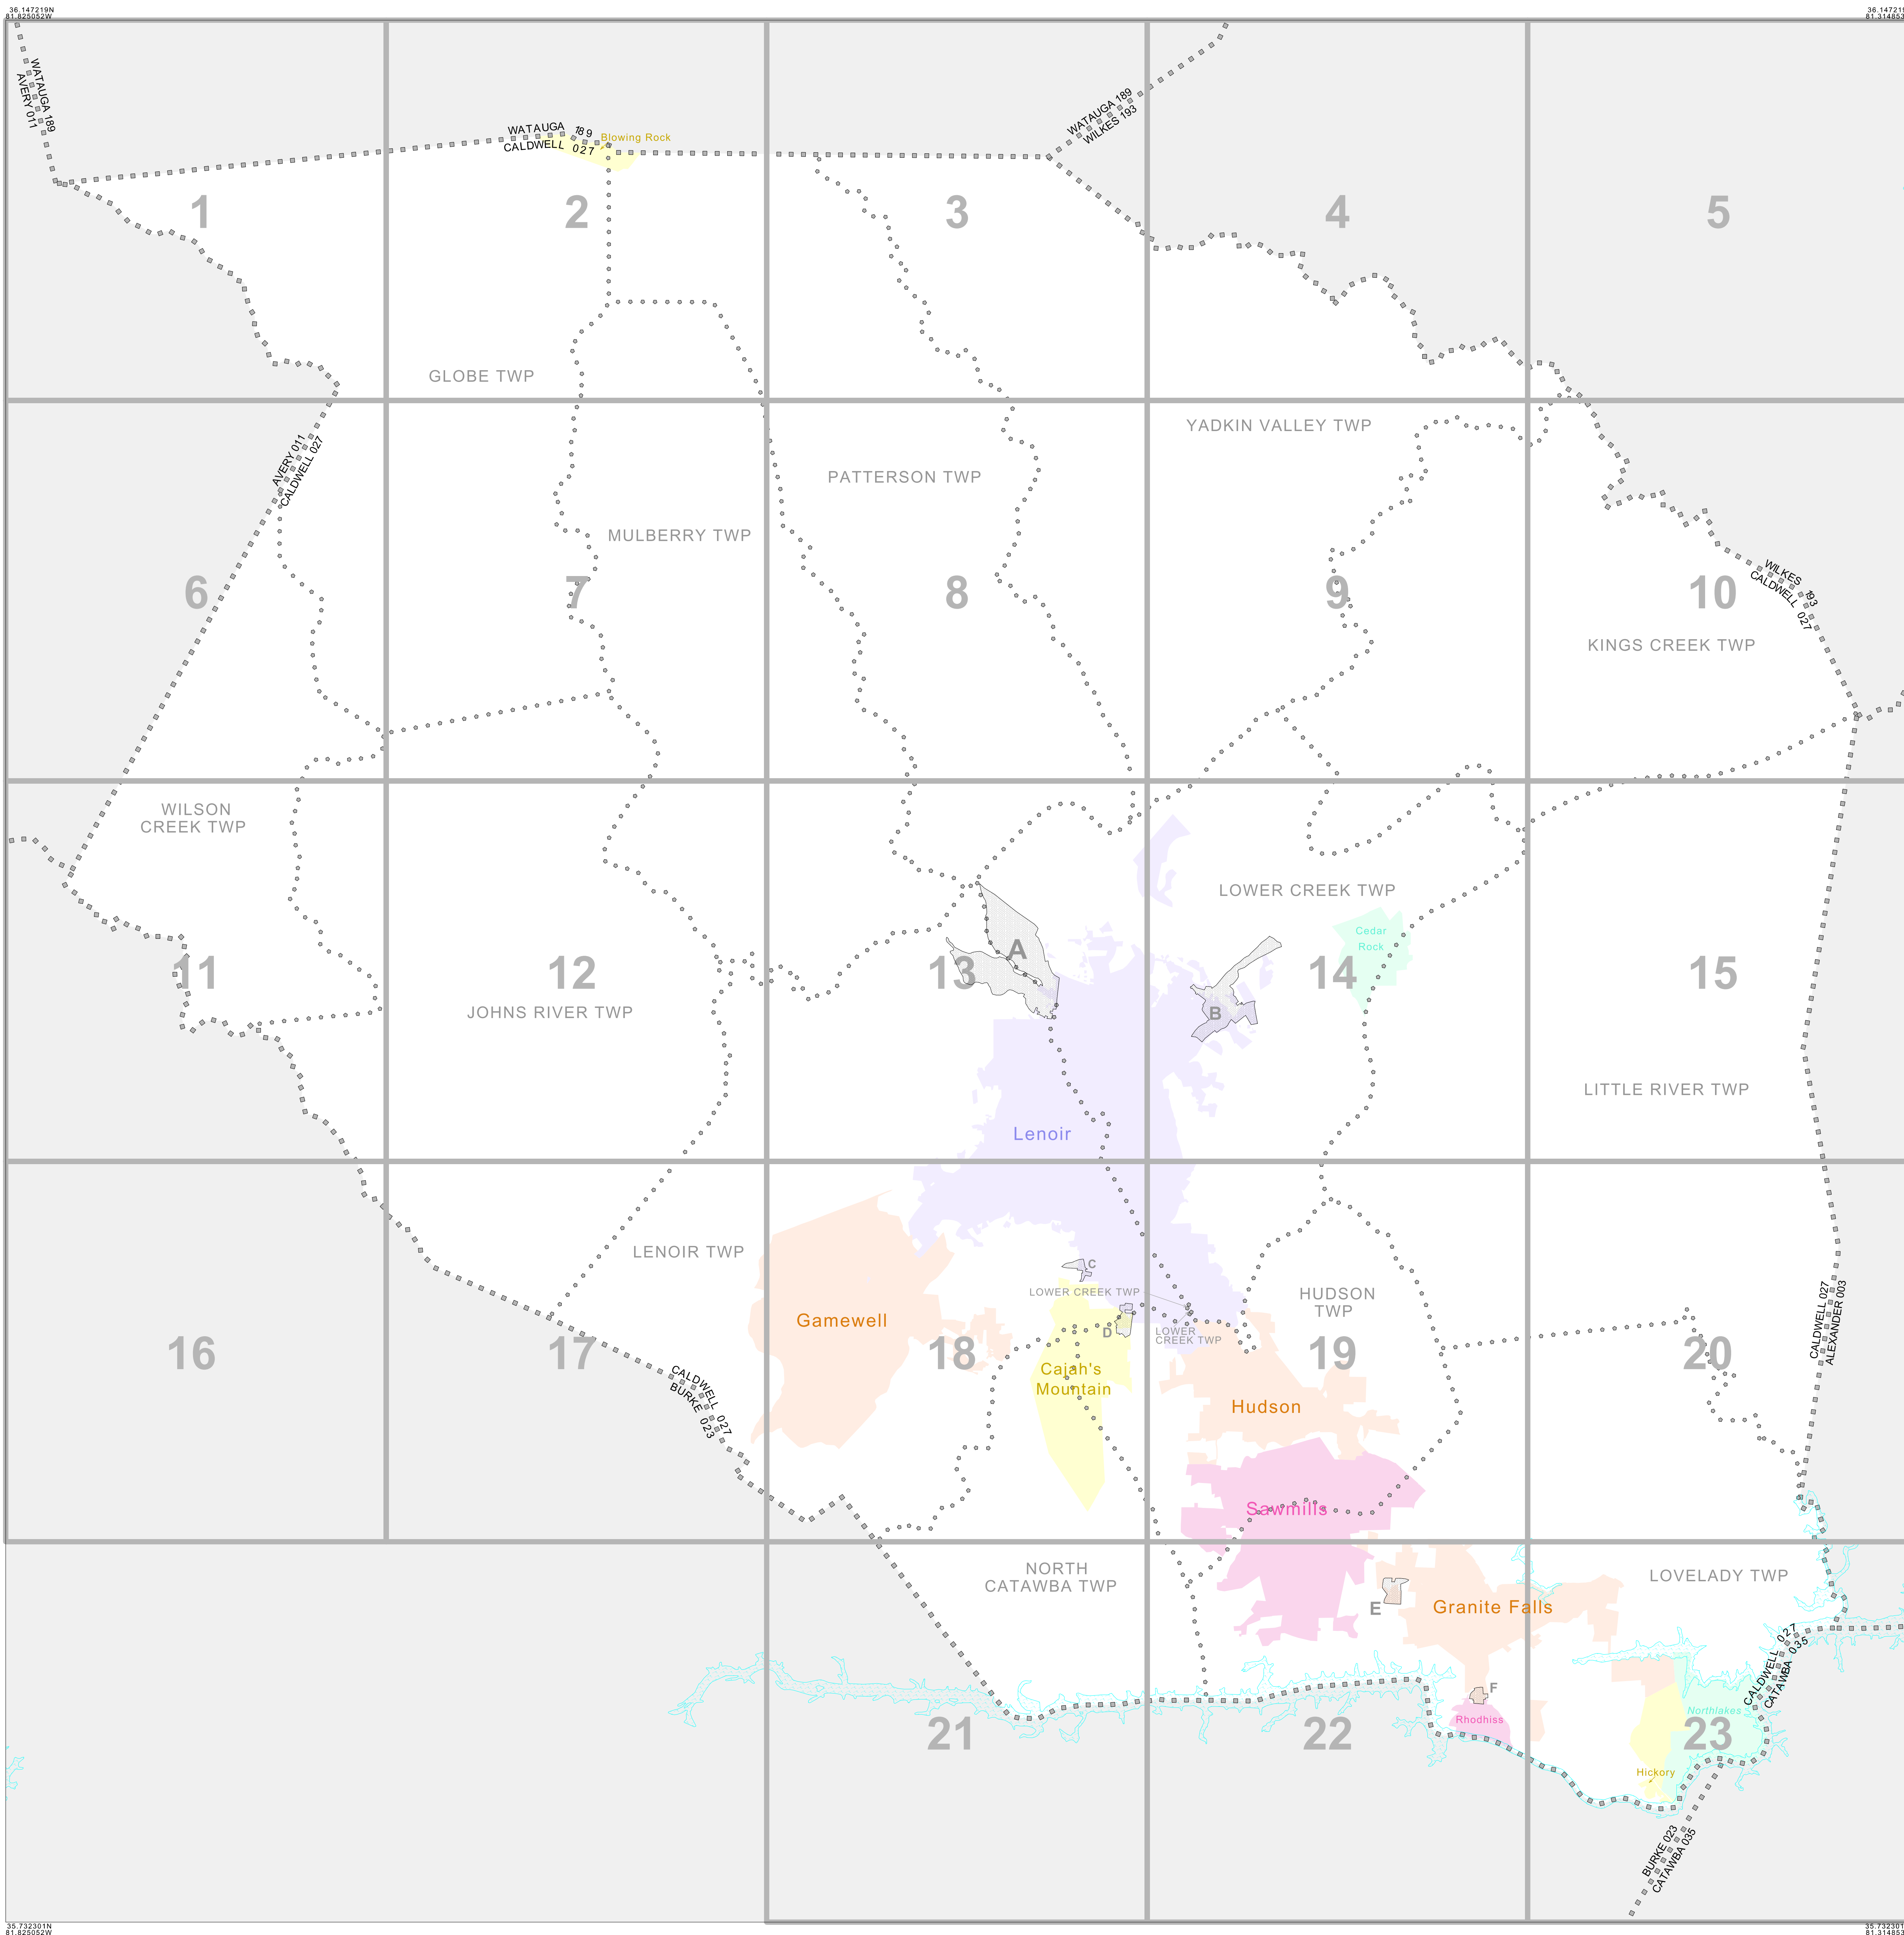 36.147219N
81.825052W
36.147219
81.314853
WATAUGA 189
AVERY 011
WATAUGA 189
CALDWELL 027
Blowing Rock
WATAUGA 189
WILKES 193
1
2
3
4
5
GLOBE TWP
YADKIN VALLEY TWP
AVERY 011
CALDWELL 027
PATTERSON TWP
MULBERRY TWP
WILKES 193
CALDWELL 027
6
7
8
9
10
KINGS CREEK TWP
WILSON
CREEK TWP
LOWER CREEK TWP
Cedar
Rock
A
11
12
13
14
15
JOHNS RIVER TWP
B
LITTLE RIVER TWP
Lenoir
LENOIR TWP
C
LOWER CREEK TWP
HUDSON
TWP
CALDWELL 027
ALEXANDER 003
Gamewell
D
LOWER
CREEK TWP
16
17
18
19
20
Cajah's
Mountain
CALDWELL 027
BURKE 023
Hudson
Sawmills
NORTH
CATAWBA TWP
LOVELADY TWP
E
Granite Falls
CALDWELL 027
CATAWBA 035
F
Rhodhiss
Northlakes
21
22
23
Hickory
BURKE 023
CATAWBA 035
35.732301N
81.825052W
35.732301
81.314853